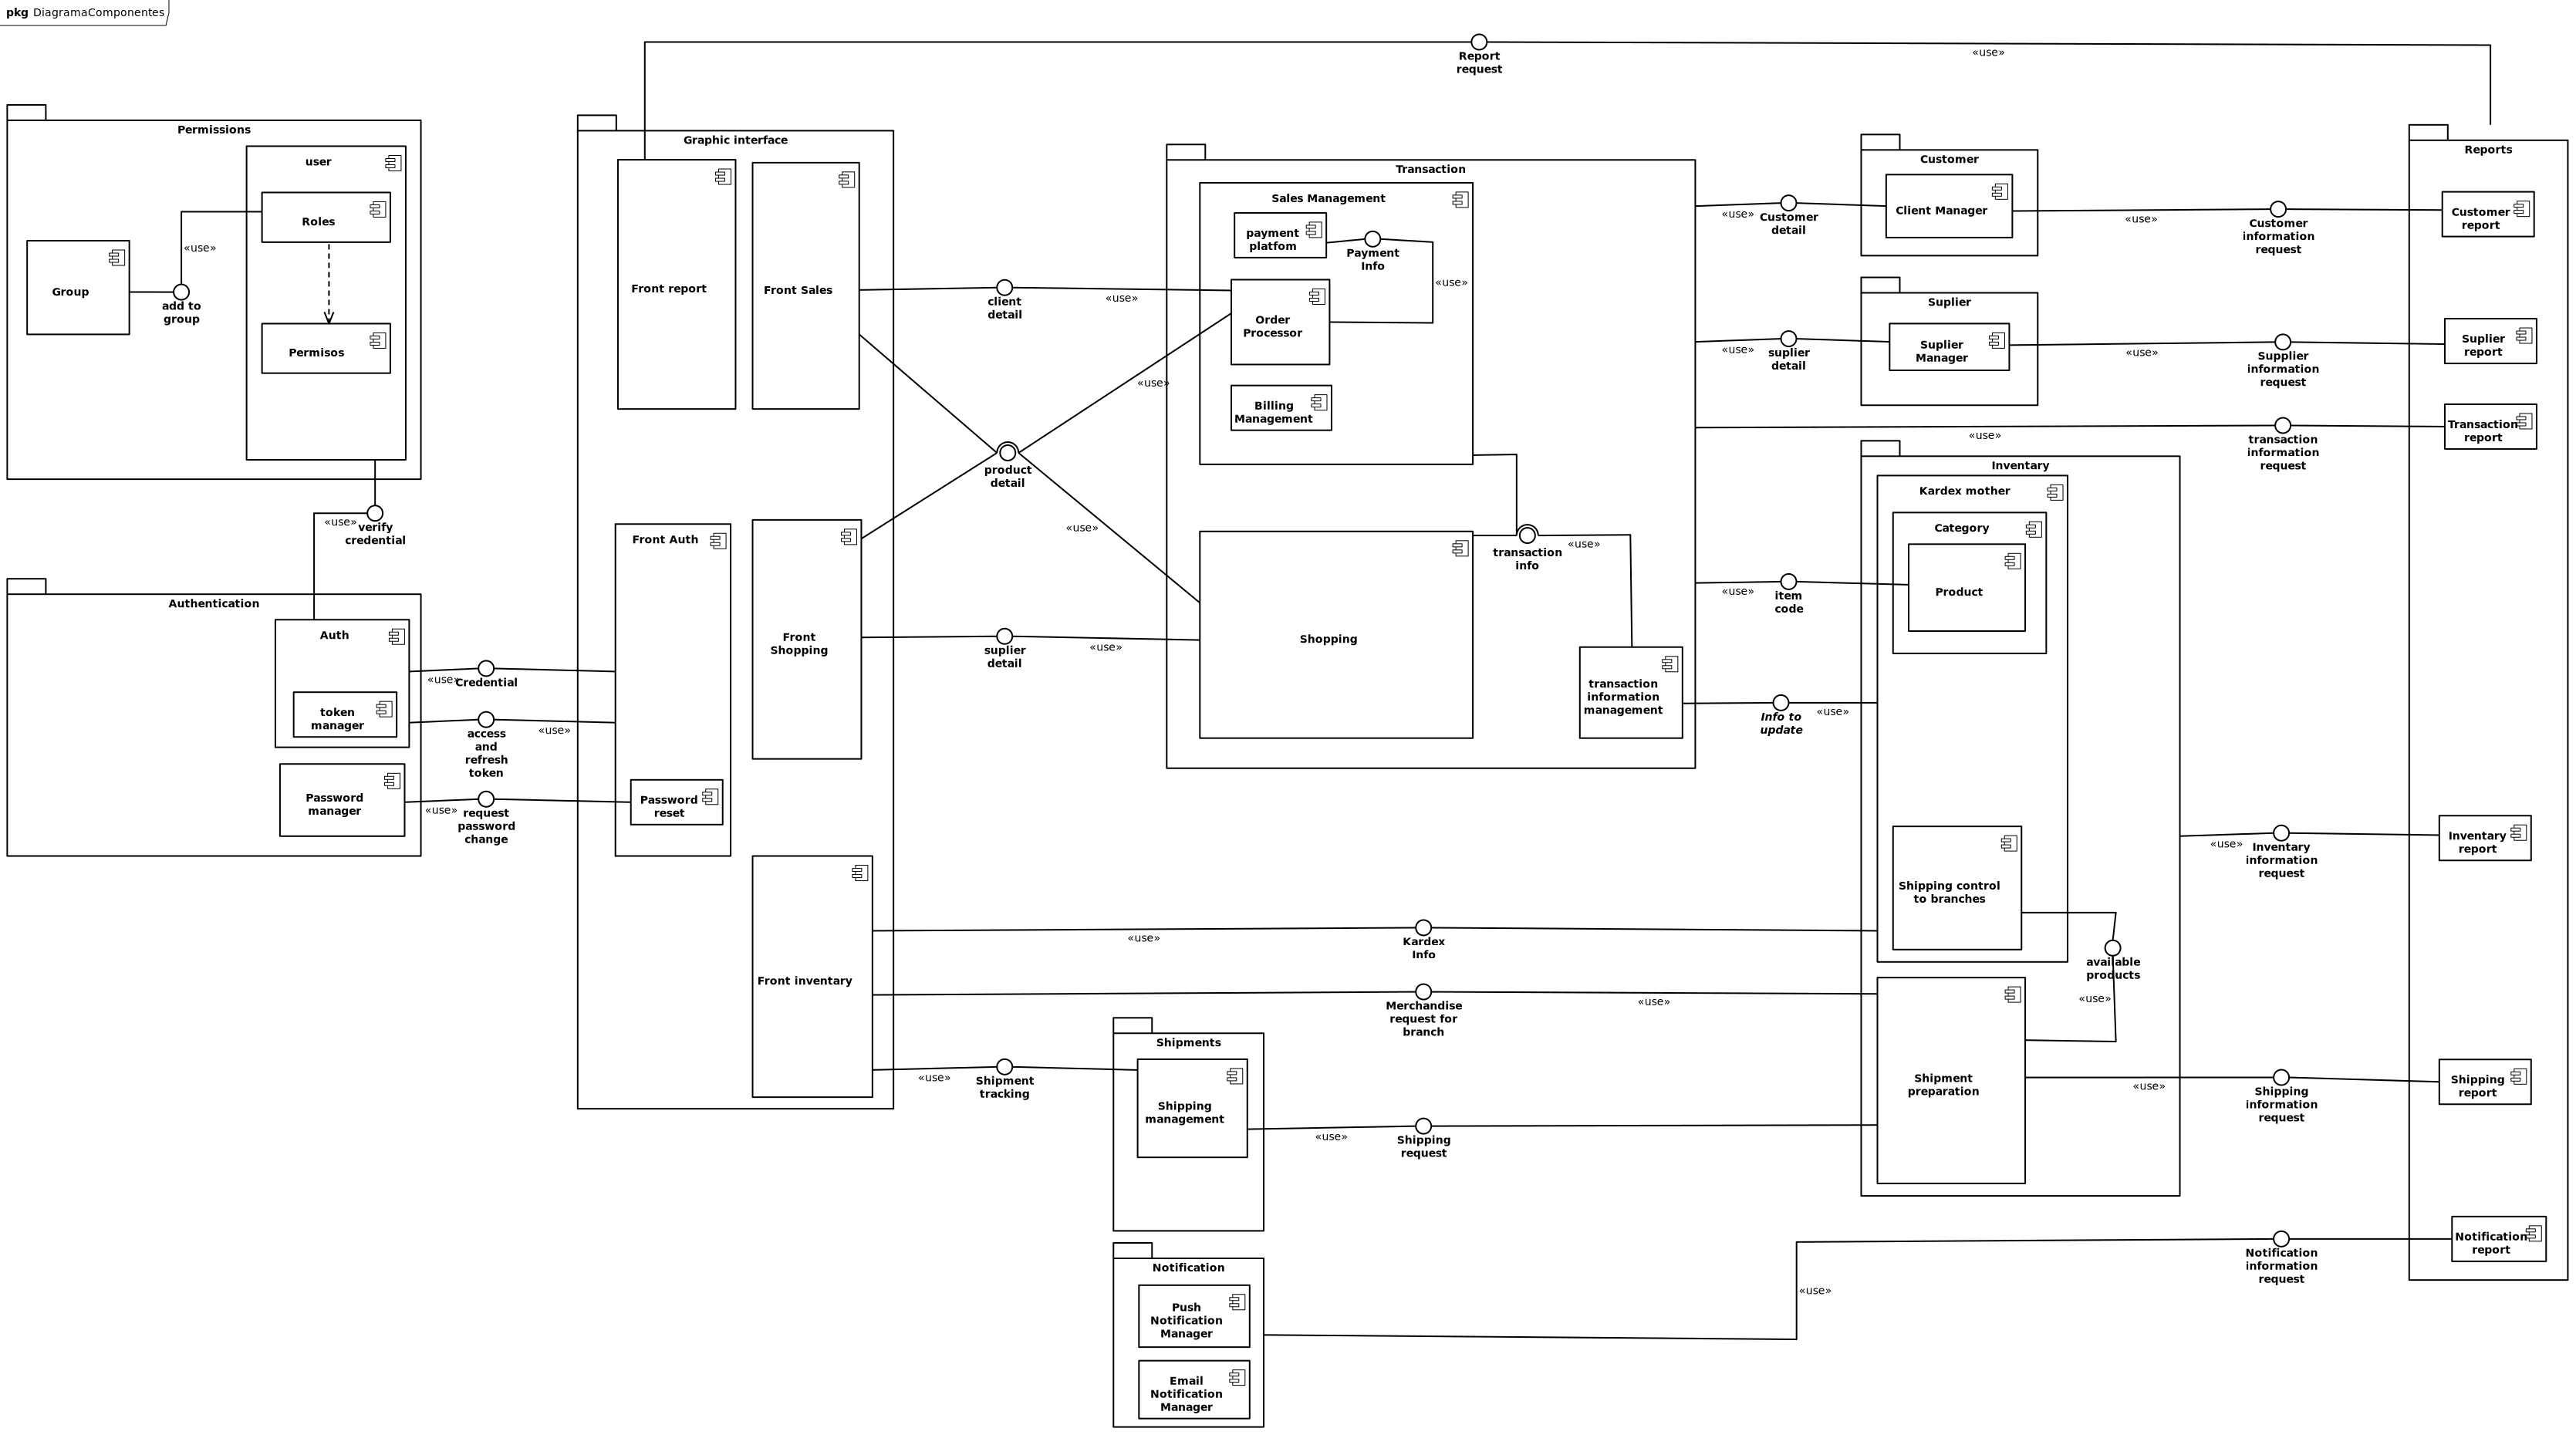 pkg DiagramaComponentes
Report
request
«use»
Permissions
user
Roles
«use»
Group
add to
group
Permisos
«use»
verify
credential
Authentication
Auth
token
manager
Password
manager
«use»
Credential
access
and
refresh
token
«use»
«use»
request
password
change
Graphic interface
Front report
Front Sales
Front Auth
Front
Shopping
Password
reset
Front inventory
client
detail
«use»
«use»
product
detail
«use»
suplier
detail
«use»
Transaction
Sales Management
payment
platfom
Payment
Info
«use»
Order
Processor
Billing
Management
Shopping
transaction
info
«use»
transaction
information
management
«use»
Customer
detail
Customer
Client Manager
«use»
Customer
information
request
«use»
suplier
detail
Suplier
Suplier
Manager
«use»
Supplier
information
request
«use»
transaction
information
request
«use»
item
code
Info to
update
«use»
Inventory
Kardex mother
Category
Product
Shipping control
to branches
available
products
«use»
Shipment
preparation
«use»
Inventory
information
request
«use»
Shipping
information
request
«use»
Kardex
Info
Merchandise
request for
branch
«use»
«use»
Shipment
tracking
Shipments
Shipping
management
«use»
Shipping
request
Notification
Push
Notification
Manager
Email
Notification
Manager
«use»
Notification
information
request
Reports
Customer
report
Suplier
report
Transaction
report
Inventory
report
Shipping
report
Notification
report